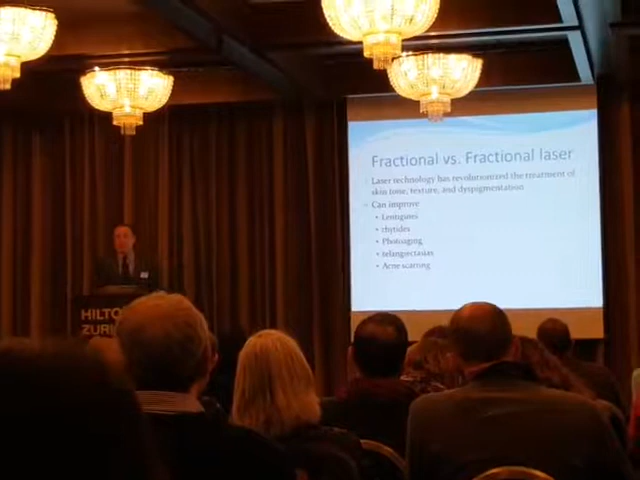 Fractional vs. Fractional laser
Laser technology has revolutionized the treatment of
skin tone, texture, and dyspigmentation
Can improve
• Lentigines
• rhytides
• Photoaging
• telangiectasias
• Acne scarring
HILTO
ZURI